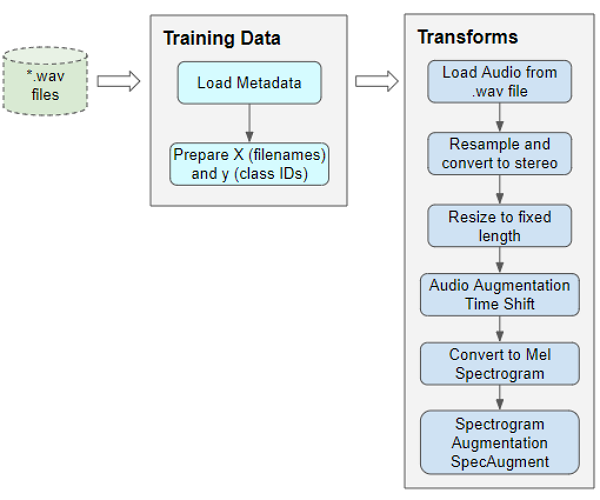 *.wav
files
Training Data
Load Metadata
Prepare X (filenames)
and y (class IDs)
Transforms
Load Audio from
.wav file
Resample and
convert to stereo
Resize to fixed
length
Audio Augmentation
Time Shift
Convert to Mel
Spectrogram
Spectrogram
Augmentation
SpecAugment